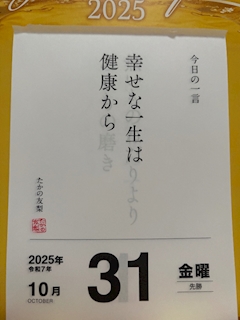 2025
今日の一言
幸せな一生は
健康から
たかの友梨
2025年
令和7年
10月
OCTOBER
31
金曜
先勝